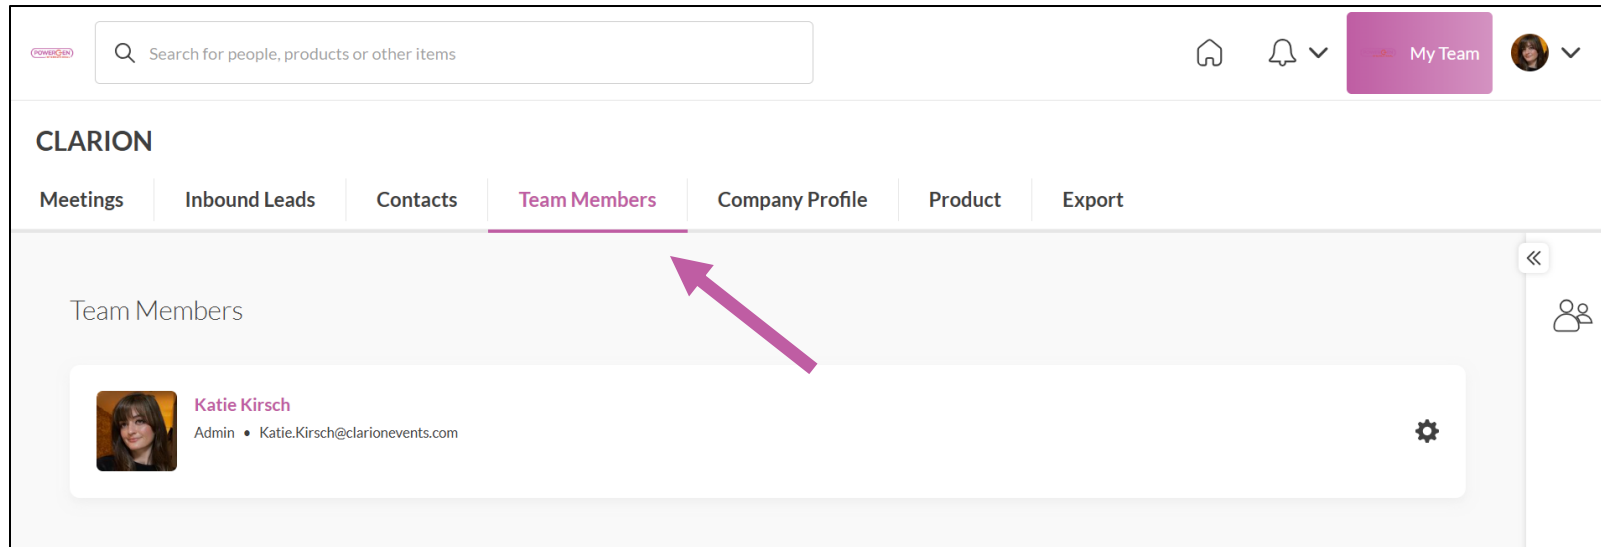 POWERGEN
Search for people, products or other items
My Team
CLARION
Meetings
Inbound Leads
Contacts
Team Members
Company Profile
Product
Export
Team Members
Katie Kirsch
Admin • Katie.Kirsch@clarionevents.com